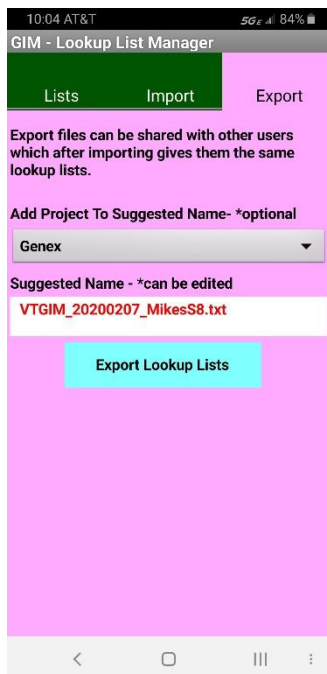 10:04 AT&T 5GE 84%
GIM - Lookup List Manager
Lists Import Export
Export files can be shared with other users
which after importing gives them the same
lookup lists.
Add Project To Suggested Name- *optional
Genex
Suggested Name - *can be edited
VTGIM_20200207_MikesS8.txt
Export Lookup Lists